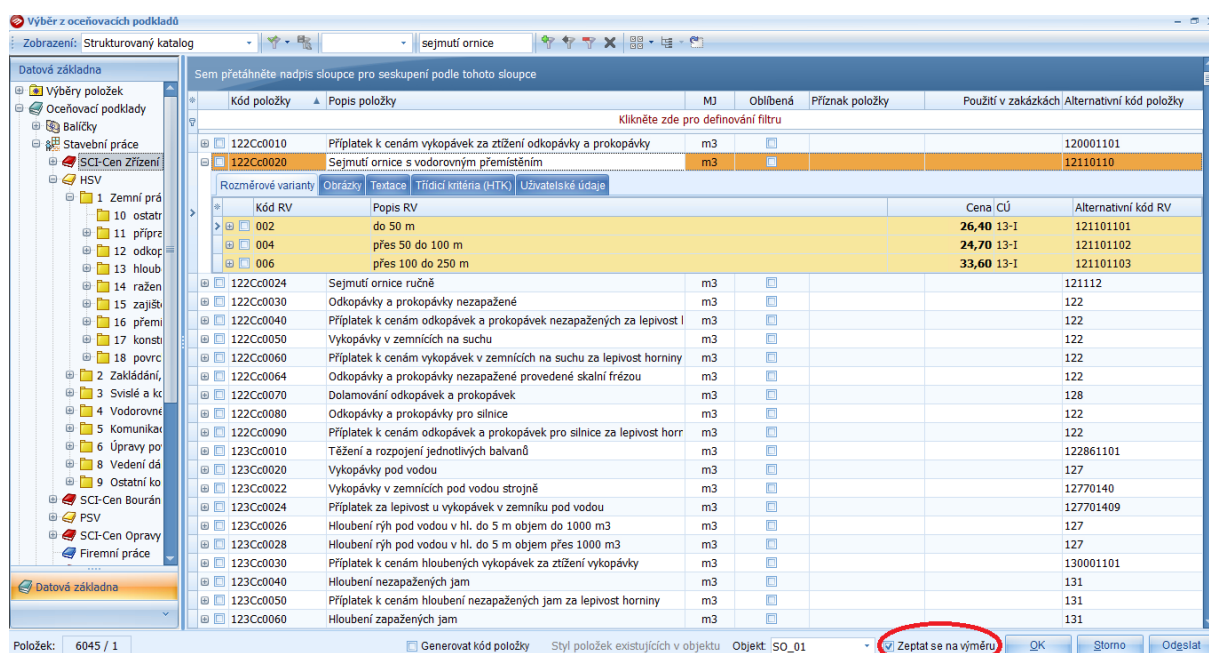 Výběr z oceňovacích podkladů
Zobrazení: Strukturovaný katalog sejmutí ornice
Datová základna
Výběry položek
Oceňovací podklady
Balíčky
Stavební práce
SCI-Cen Zřízení
HSV
1 Zemní prá
10 ostatr
11 přípra
12 odkop
13 hloub
14 ražen
15 zajišt
16 přemi
17 konstr
18 povrc
2 Zakládání,
3 Svislé a ko
4 Vodorovné
5 Komunikac
6 Úpravy po
8 Vedení dá
9 Ostatní ko
SCI-Cen Bourán
PSV
SCI-Cen Opravy
Firemní práce
Datová základna
Sem přetáhněte nadpis sloupce pro seskupení podle tohoto sloupce
Kód položky Popis položky MJ Oblíbená Příznak položky Použití v zakázkách Alternativní kód položky
Klikněte zde pro definování filtru
122Cc0010 Příplatek k cenám vykopávek za ztížení odkopávky a prokopávky m3 120001101
122Cc0020 Sejmutí ornice s vodorovným přemístěním m3 12110110
Rozměrové varianty Obrázky Textace Třídicí kritéria (HTK) Uživatelské údaje
Kód RV Popis RV Cena CÚ Alternativní kód RV
002 do 50 m 26,40 13-I 121101101
004 přes 50 do 100 m 24,70 13-I 121101102
006 přes 100 do 250 m 33,60 13-I 121101103
122Cc0024 Sejmutí ornice ručně m3 121112
122Cc0030 Odkopávky a prokopávky nezapažené m3 122
122Cc0040 Příplatek k cenám odkopávek a prokopávek nezapažených za lepivost m3 122
122Cc0050 Vykopávky v zemnících na suchu m3 122
122Cc0060 Příplatek k cenám vykopávek v zemnících na suchu za lepivost horniny m3 122
122Cc0064 Odkopávky a prokopávky nezapažené provedené skalní frézou m3 122
122Cc0070 Dolamování odkopávek a prokopávek m3 128
122Cc0080 Odkopávky a prokopávky pro silnice m3 122
122Cc0090 Příplatek k cenám odkopávek a prokopávek pro silnice za lepivost horr m3 122
123Cc0010 Těžení a rozpojení jednotlivých balvanů m3 122861101
123Cc0020 Vykopávky pod vodou m3 127
123Cc0022 Vykopávky v zemnících pod vodou strojně m3 12770140
123Cc0024 Příplatek za lepivost u vykopávek v zemníku pod vodou m3 127701409
123Cc0026 Hloubení rýh pod vodou v hl. do 5 m objem do 1000 m3 m3 127
123Cc0028 Hloubení rýh pod vodou v hl. do 5 m objem přes 1000 m3 m3 127
123Cc0030 Příplatek k cenám hloubených vykopávek za ztížení vykopávky m3 130001101
123Cc0040 Hloubení nezapažených jam m3 131
123Cc0050 Příplatek k cenám hloubení nezapažených jam za lepivost horniny m3 131
123Cc0060 Hloubení zapažených jam m3 131
Položek: 6045 / 1 Generovat kód položky Styl položek existujících v objektu Objekt: SO_01 Zeptat se na výměru OK Storno Odeslat